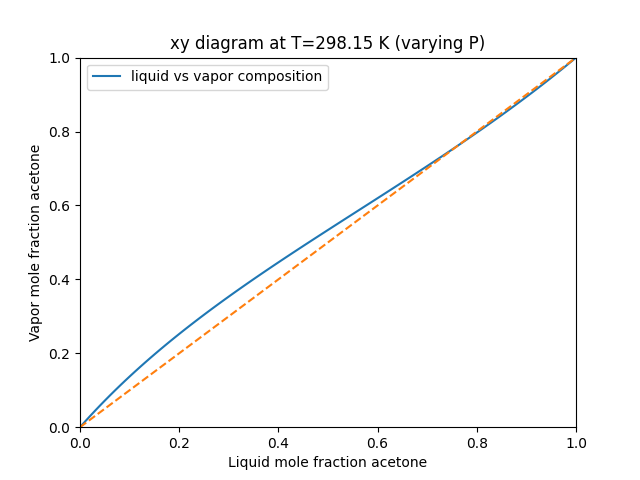 xy diagram at T=298.15 K (varying P)
liquid vs vapor composition
Vapor mole fraction acetone
1.0
0.8
0.6
0.4
0.2
0.0
0.0 0.2 0.4 0.6 0.8 1.0
Liquid mole fraction acetone